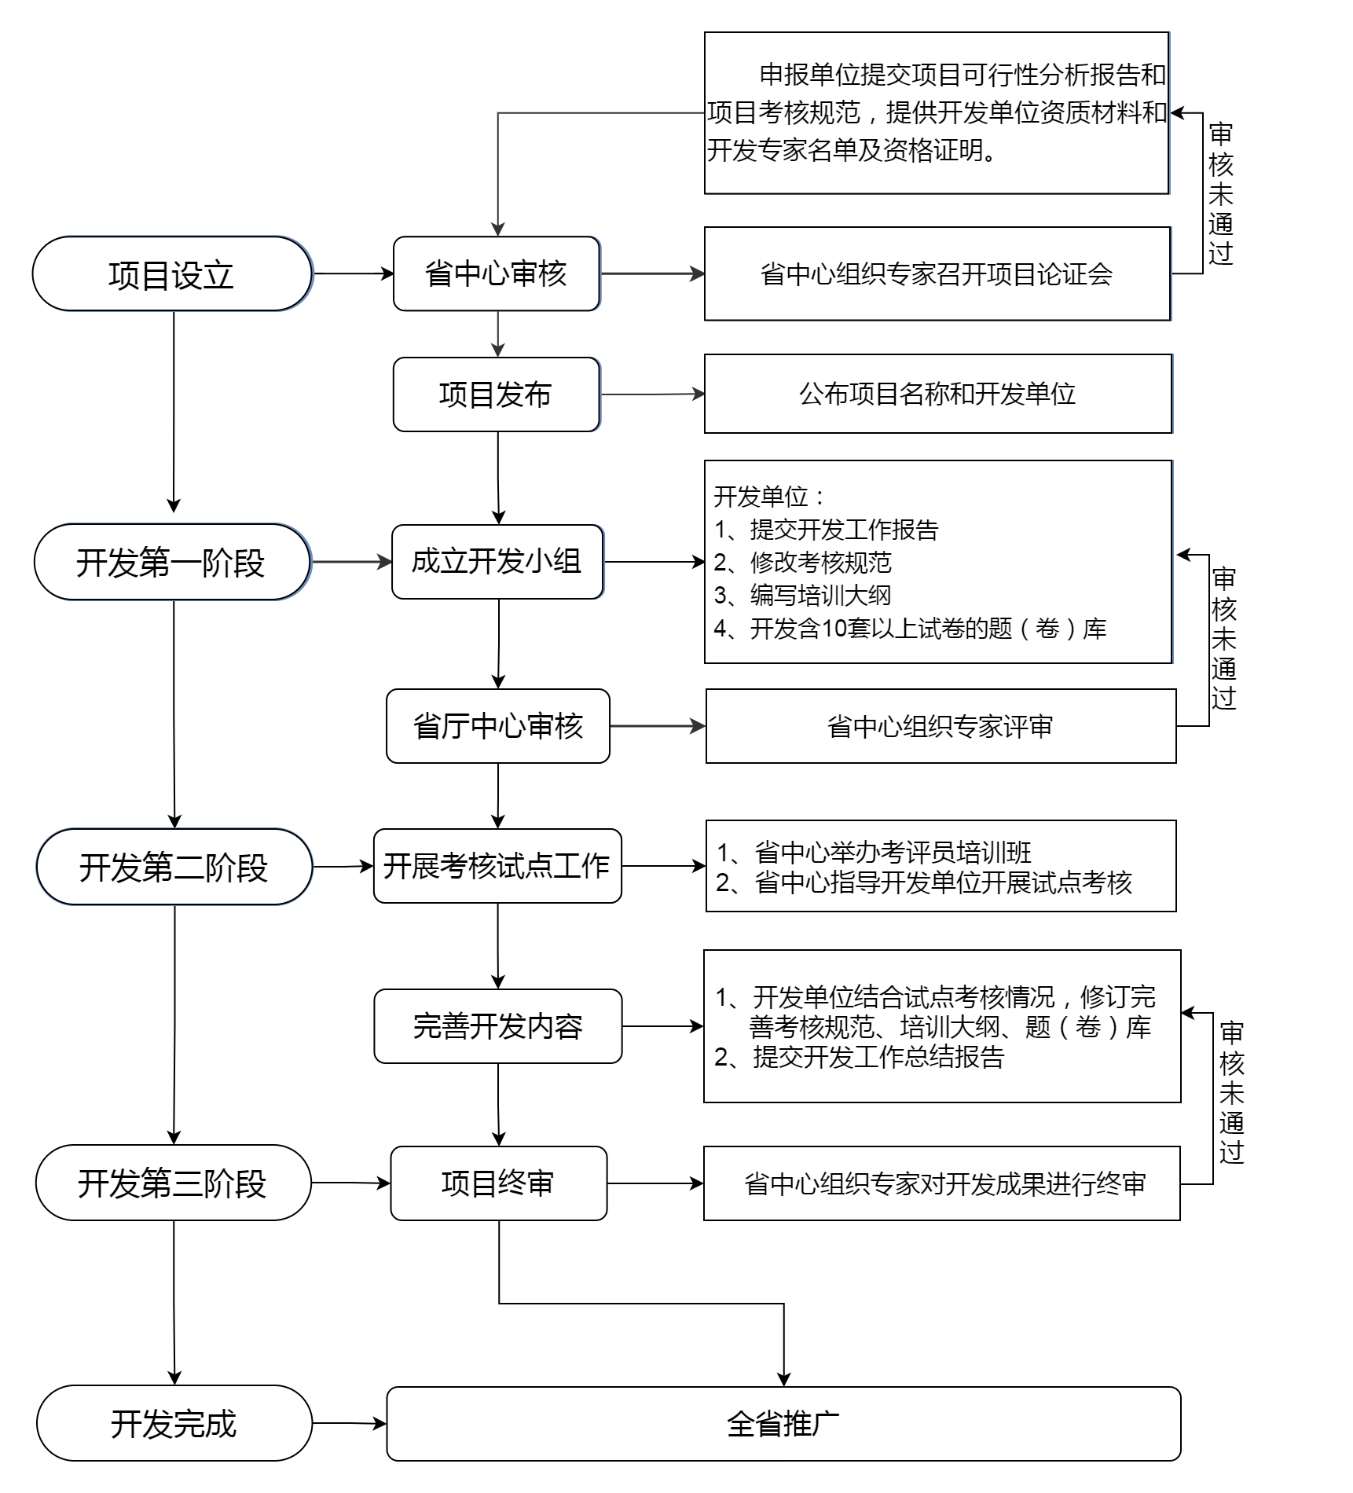 申报单位提交项目可行性分析报告和
项目考核规范，提供开发单位资质材料和
开发专家名单及资格证明。
审核未通过
项目设立
省中心审核
省中心组织专家召开项目论证会
项目发布
公布项目名称和开发单位
开发单位：
1、提交开发工作报告
2、修改考核规范
3、编写培训大纲
4、开发含10套以上试卷的题（卷）库
审核未通过
开发第一阶段
成立开发小组
省厅中心审核
省中心组织专家评审
开发第二阶段
开展考核试点工作
1、省中心举办考评员培训班
2、省中心指导开发单位开展试点考核
完善开发内容
1、开发单位结合试点考核情况，修订完
善考核规范、培训大纲、题（卷）库
2、提交开发工作总结报告
审核未通过
开发第三阶段
项目终审
省中心组织专家对开发成果进行终审
开发完成
全省推广